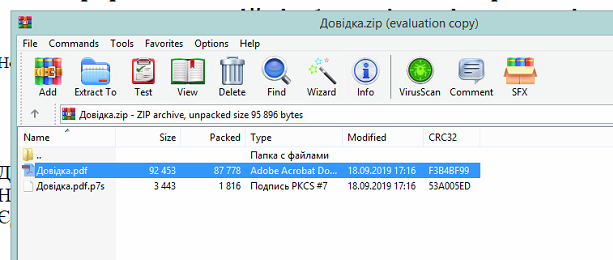 Довідка.zip (evaluation copy)
File Commands Tools Favorites Options Help
Add Extract To Test View Delete Find Wizard Info VirusScan Comment SFX
Довідка.zip - ZIP archive, unpacked size 95 896 bytes
Name Size Packed Type Modified CRC32
.. Папка с файлами
Довідка.pdf 92 453 87 778 Adobe Acrobat Do... 18.09.2019 17:16 F3B4BF99
Довідка.pdf.p7s 3 443 1 816 Подпись PKCS #7 18.09.2019 17:16 53A005ED